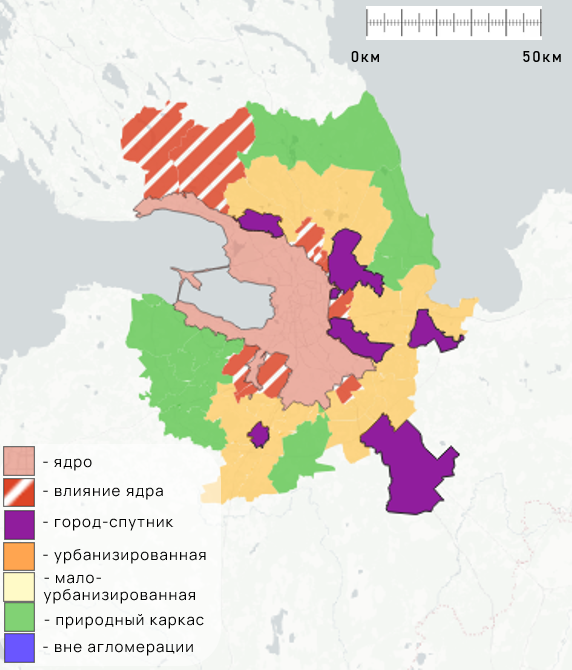 0км 50км
- ядро
- влияние ядра
- город-спутник
- урбанизированная
- мало-
урбанизированная
- природный каркас
- вне агломерации